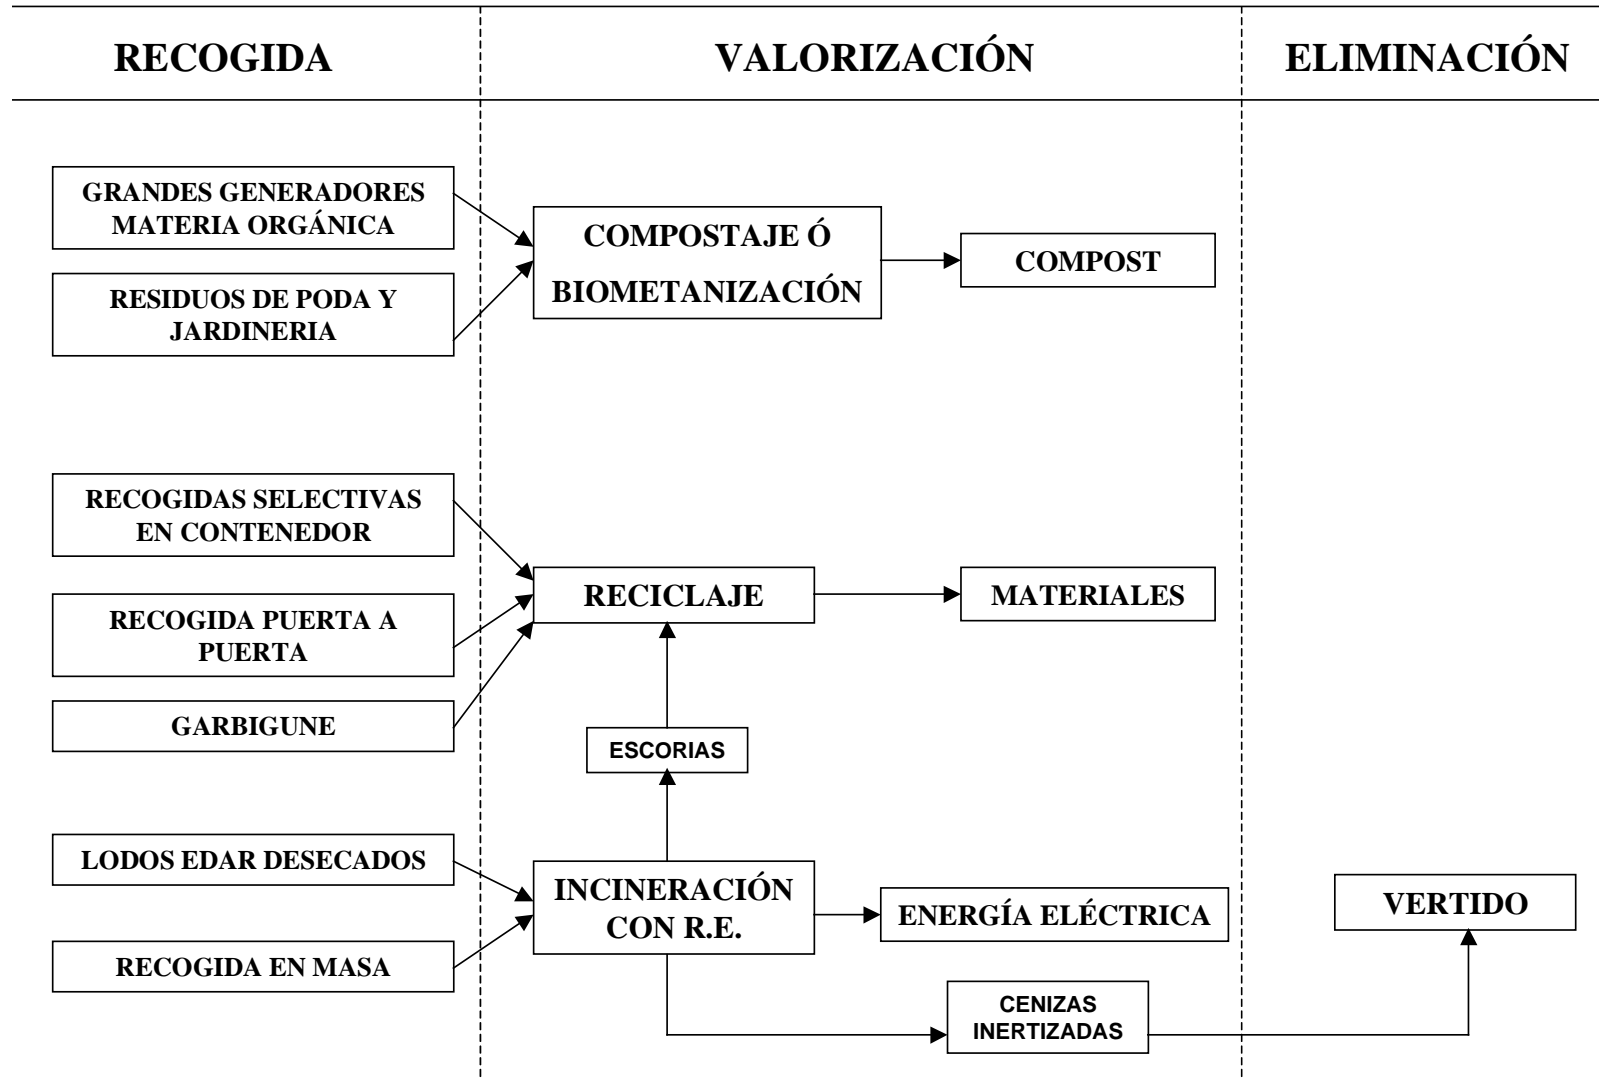 RECOGIDA
VALORIZACIÓN
ELIMINACIÓN
GRANDES GENERADORES
MATERIA ORGÁNICA
COMPOSTAJE Ó
BIOMETANIZACIÓN
COMPOST
RESIDUOS DE PODA Y
JARDINERIA
RECOGIDAS SELECTIVAS
EN CONTENEDOR
RECICLAJE
MATERIALES
RECOGIDA PUERTA A
PUERTA
GARBIGUNE
ESCORIAS
LODOS EDAR DESECADOS
INCINERACIÓN
CON R.E.
ENERGÍA ELÉCTRICA
VERTIDO
RECOGIDA EN MASA
CENIZAS
INERTIZADAS